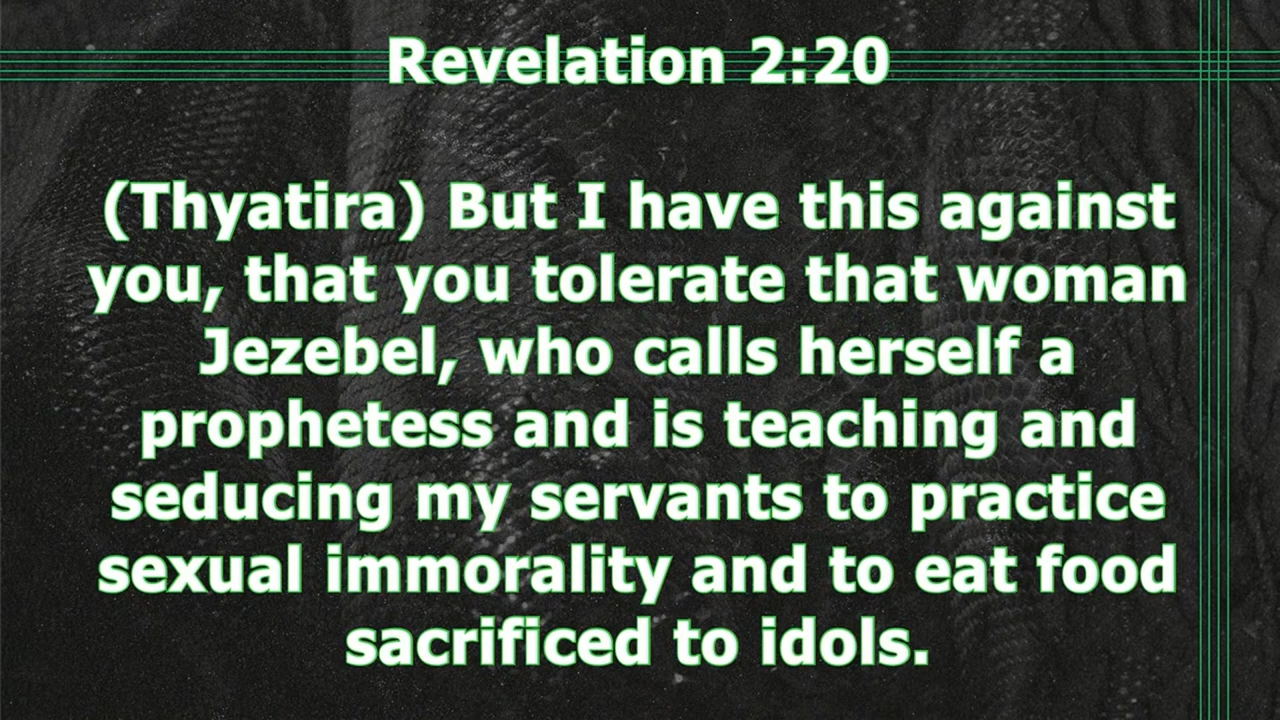 Revelation 2:20
(Thyatira) But I have this against
you, that you tolerate that woman
Jezebel, who calls herself a
prophetess and is teaching and
seducing my servants to practice
sexual immorality and to eat food
sacrificed to idols.